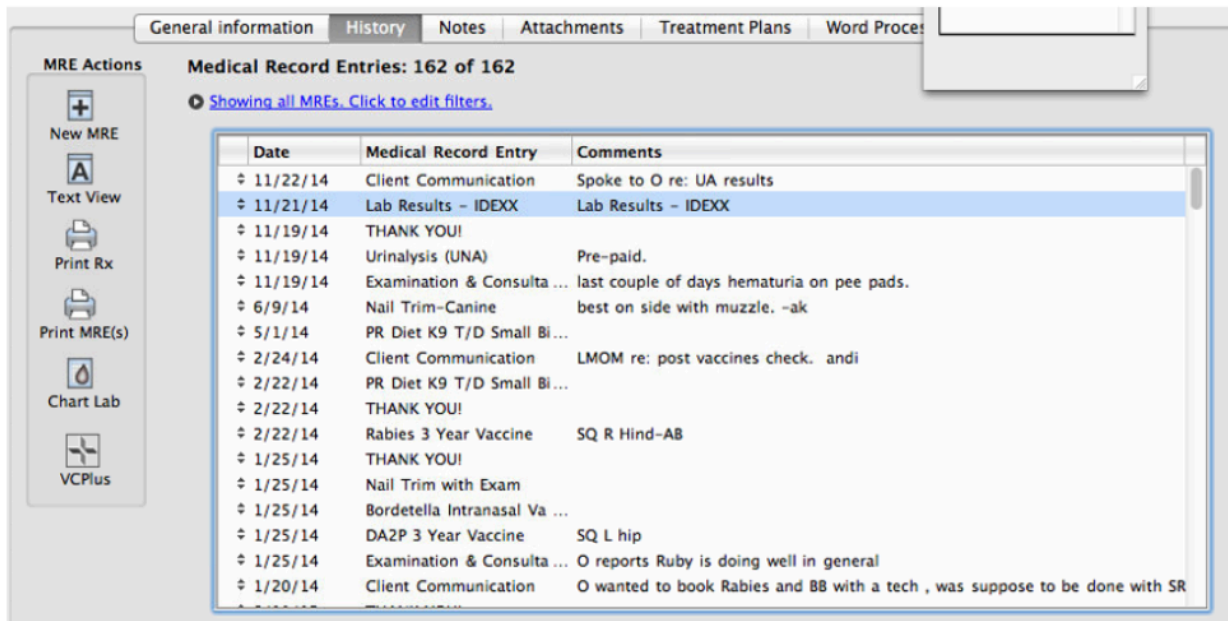 General information History Notes Attachments Treatment Plans Word Proce
MRE Actions
New MRE
Text View
Print Rx
Print MRE(s)
Chart Lab
VCPlus
Medical Record Entries: 162 of 162
Showing all MREs. Click to edit filters.
Date Medical Record Entry Comments
11/22/14 Client Communication Spoke to O re: UA results
11/21/14 Lab Results - IDEXX Lab Results - IDEXX
11/19/14 THANK YOU!
11/19/14 Urinalysis (UNA) Pre-paid.
11/19/14 Examination & Consulta ... last couple of days hematuria on pee pads.
6/9/14 Nail Trim-Canine best on side with muzzle. -ak
5/1/14 PR Diet K9 T/D Small Bi...
2/24/14 Client Communication LMOM re: post vaccines check. andi
2/22/14 PR Diet K9 T/D Small Bi...
2/22/14 THANK YOU!
2/22/14 Rabies 3 Year Vaccine SQ R Hind-AB
1/25/14 THANK YOU!
1/25/14 Nail Trim with Exam
1/25/14 Bordetella Intranasal Va ...
1/25/14 DA2P 3 Year Vaccine SQ L hip
1/25/14 Examination & Consulta ... O reports Ruby is doing well in general
1/20/14 Client Communication O wanted to book Rabies and BB with a tech , was suppose to be done with SR